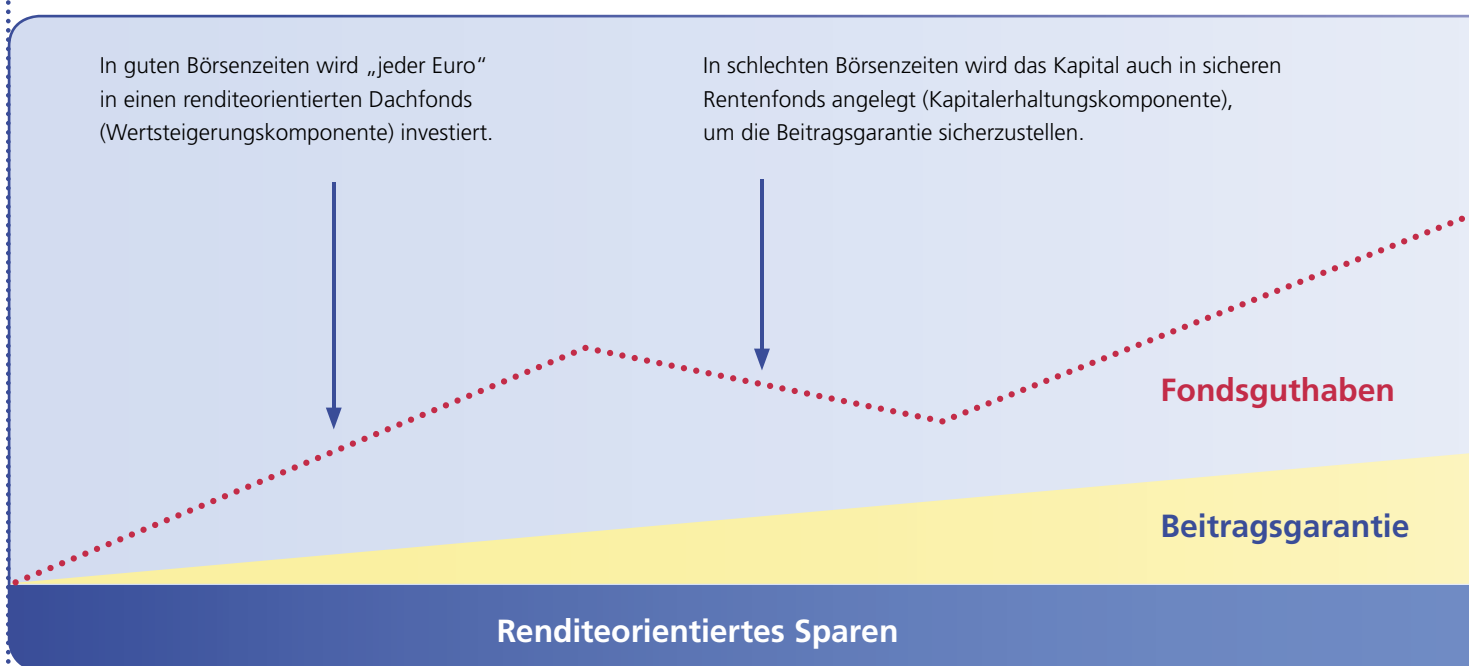 In guten Börsenzeiten wird „jeder Euro“
in einen renditeorientierten Dachfonds
(Wertsteigerungskomponente) investiert.
In schlechten Börsenzeiten wird das Kapital auch in sicheren
Rentenfonds angelegt (Kapitalerhaltungskomponente),
um die Beitragsgarantie sicherzustellen.
Fondsguthaben
Beitragsgarantie
Renditeorientiertes Sparen